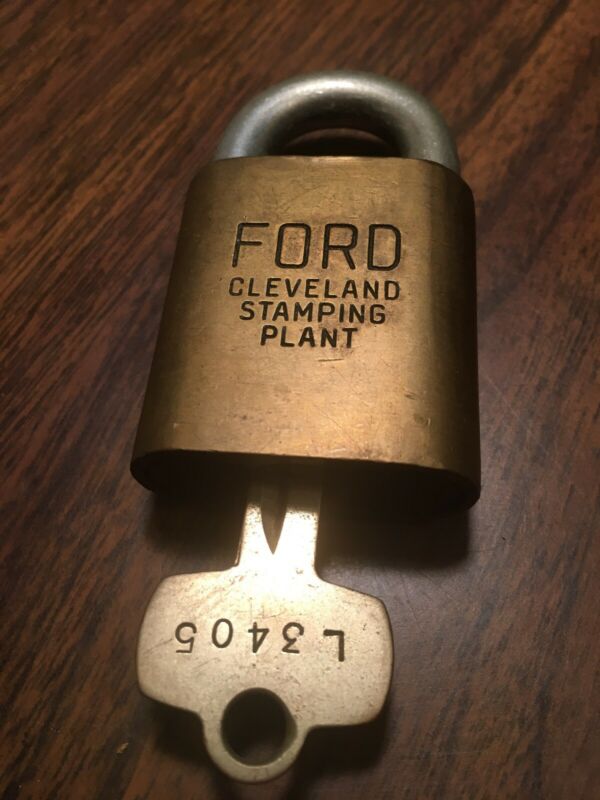 FORD
CLEVELAND
STAMPING
PLANT
L3405